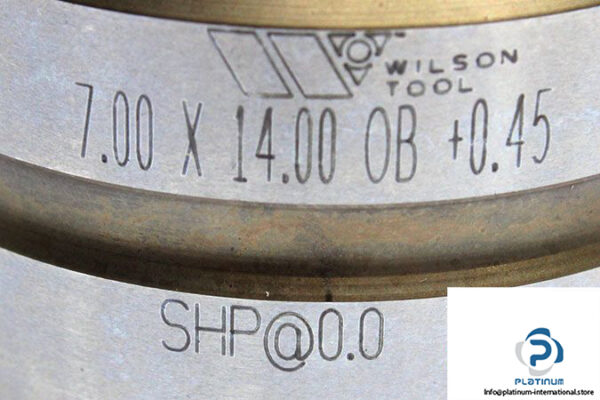 WILSON
TOOL
7.00 X 14.00 OB +0.45
SHP@0.0
PLATINUM
Info@platinum-international.store